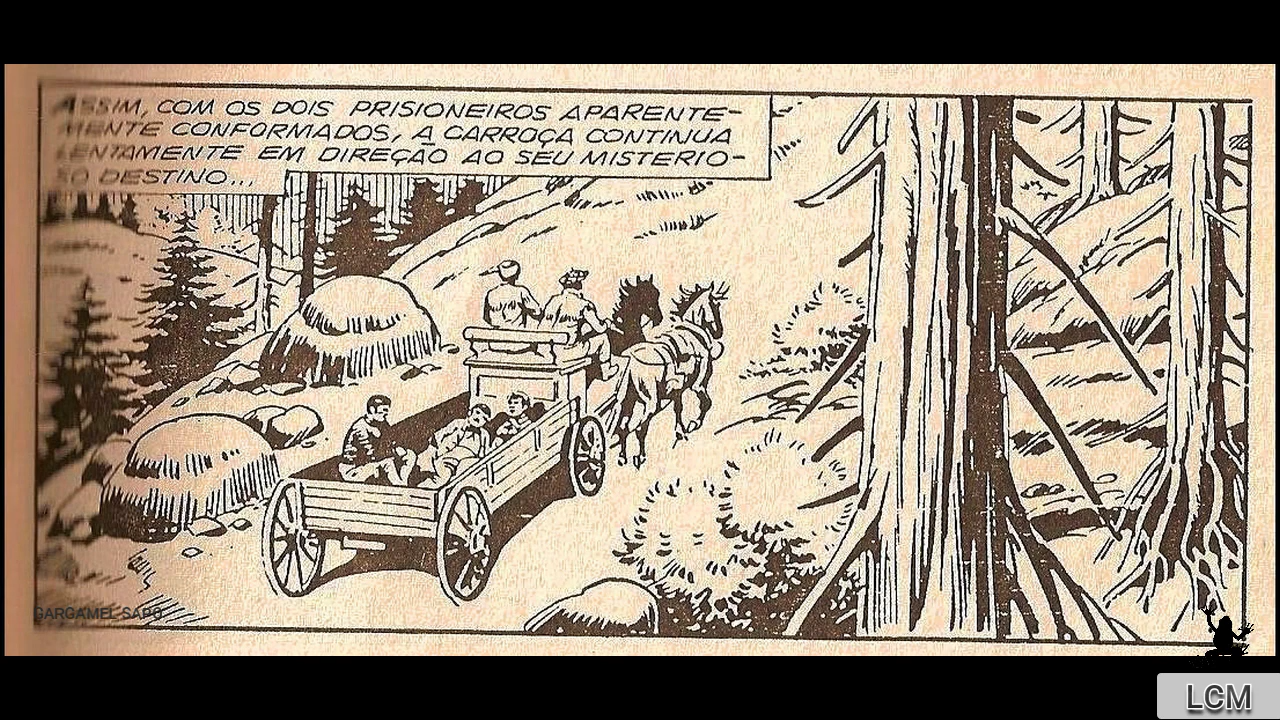 ASSIM, COM OS DOIS PRISIONEIROS APARENTE-
MENTE CONFORMADOS, A CARROÇA CONTINUA
LENTAMENTE EM DIREÇÃO AO SEU MISTERIO-
SO DESTINO...
GARGAMEL SAPO
LCM